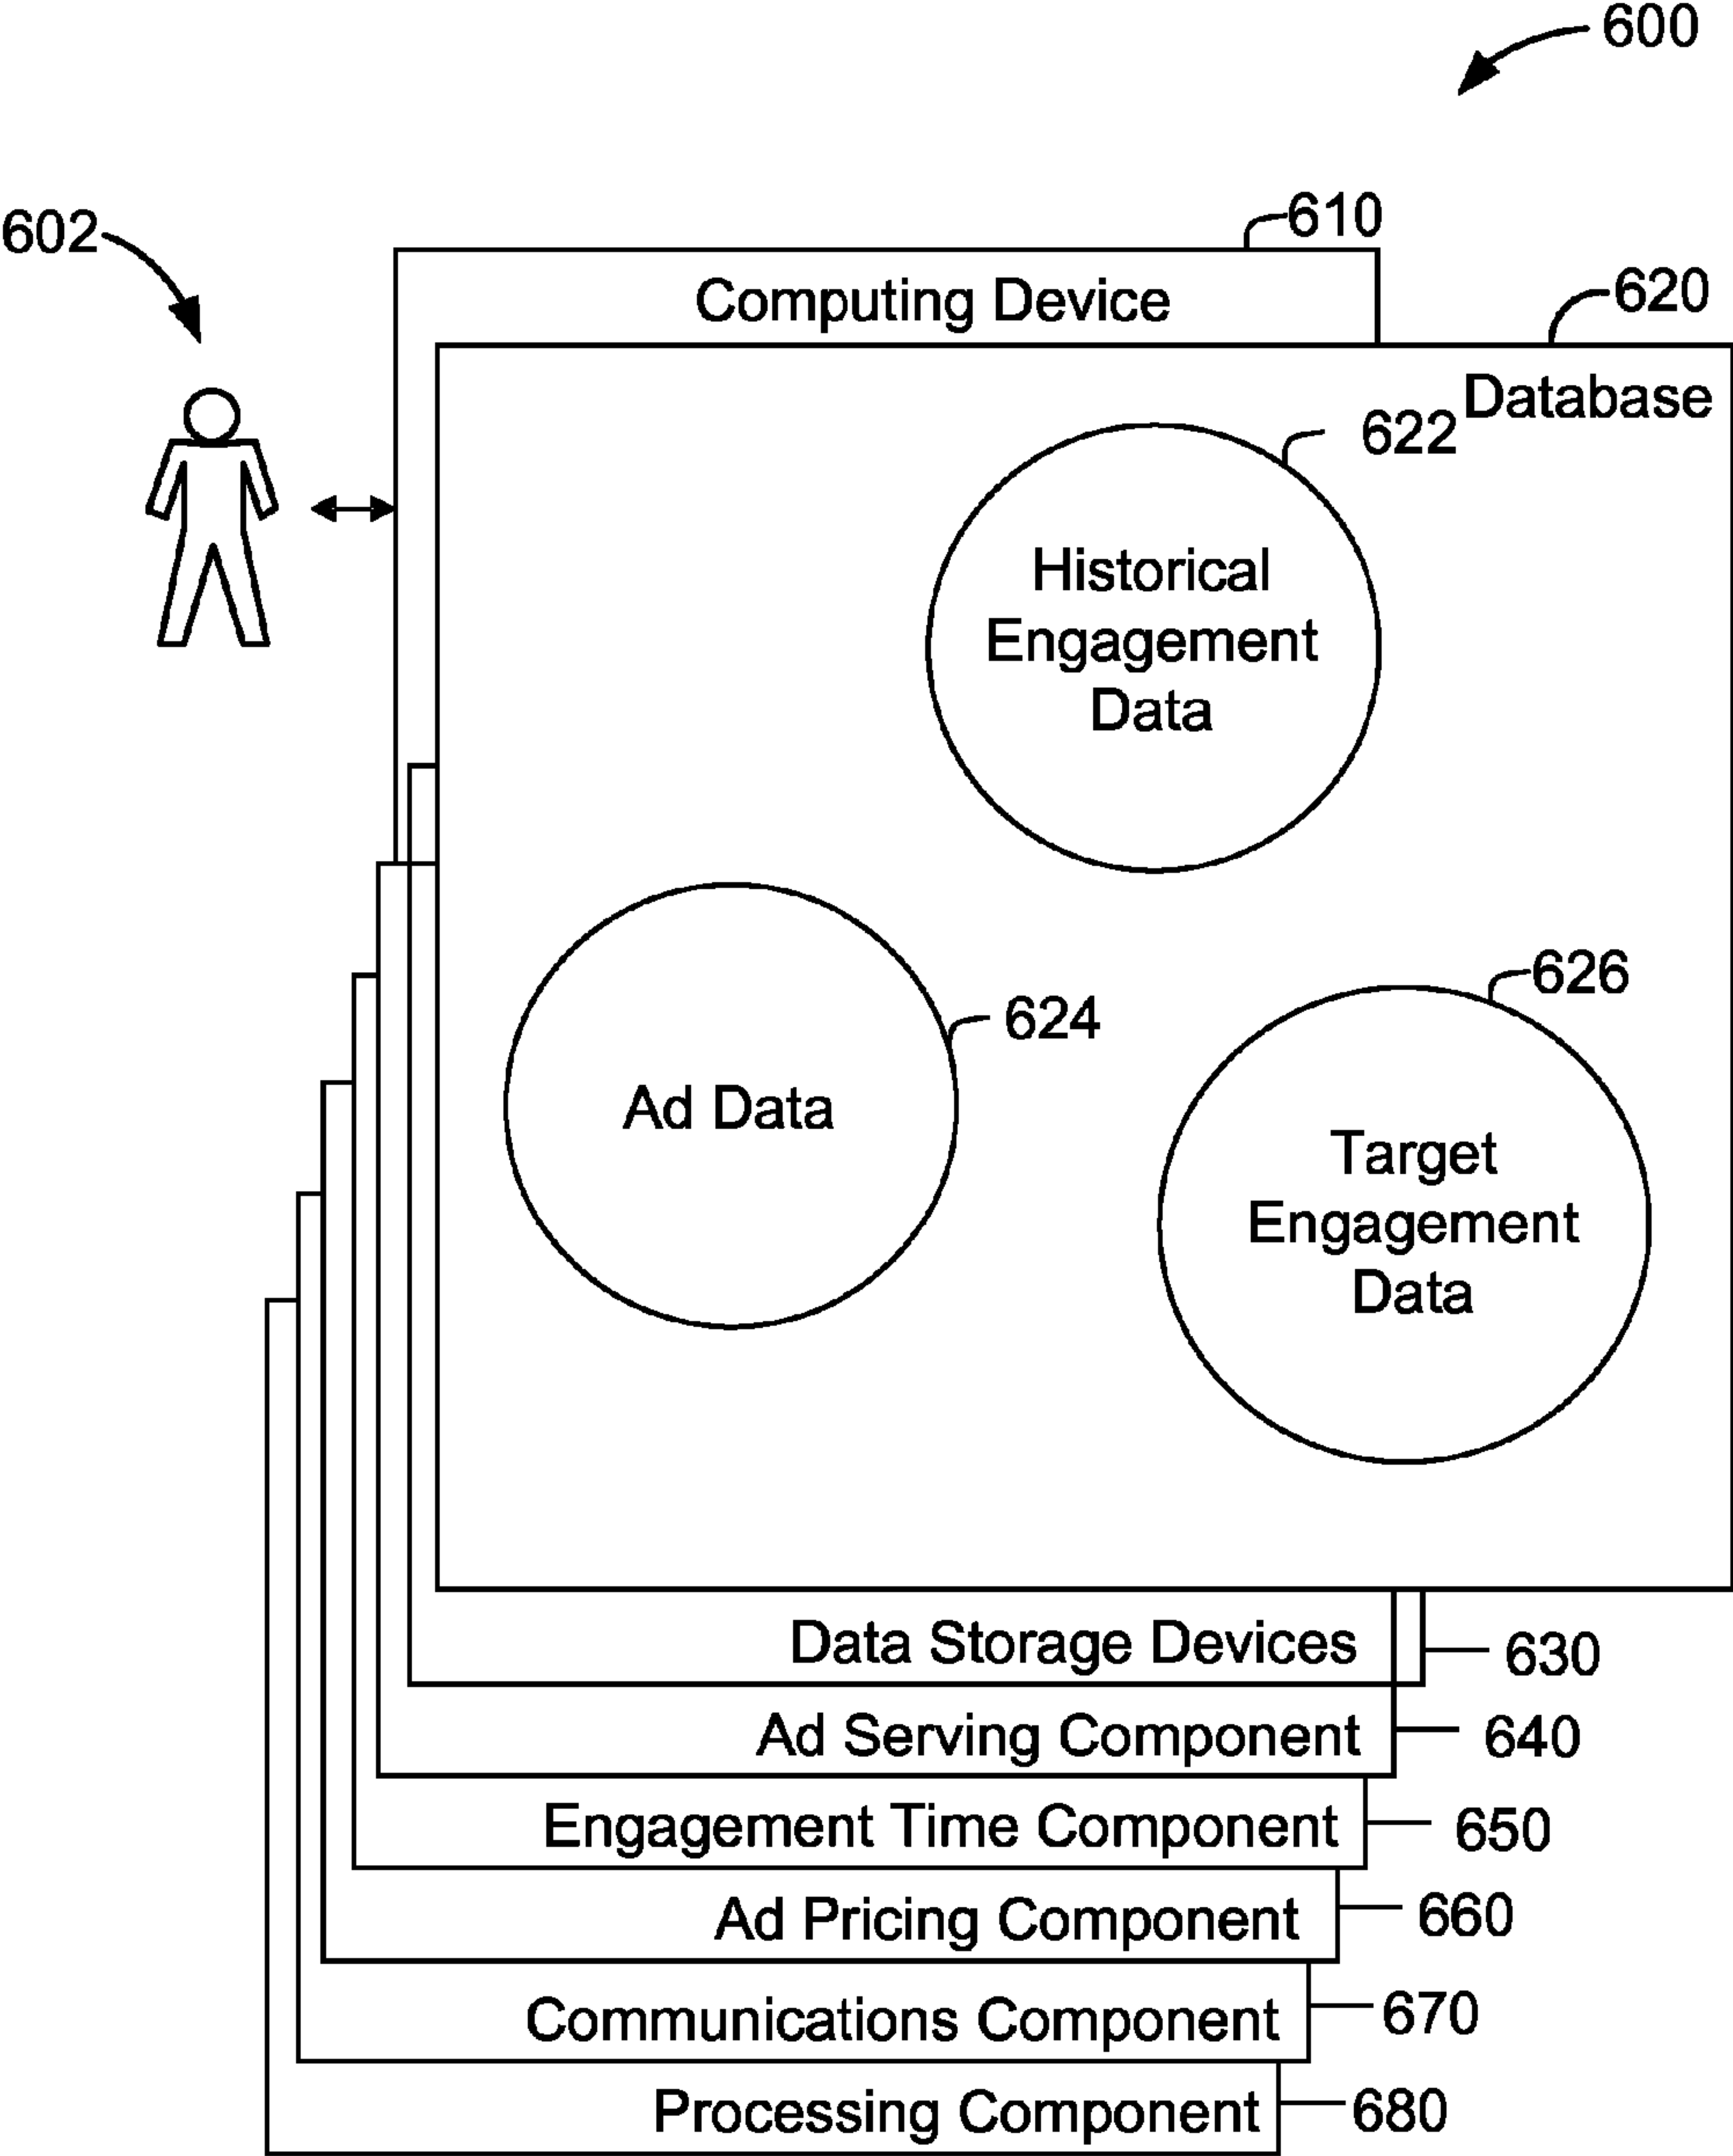 600
602
610
Computing Device
620
Database
622
Historical
Engagement
Data
624
Ad Data
626
Target
Engagement
Data
Data Storage Devices
630
Ad Serving Component
640
Engagement Time Component
650
Ad Pricing Component
660
Communications Component
670
Processing Component
680